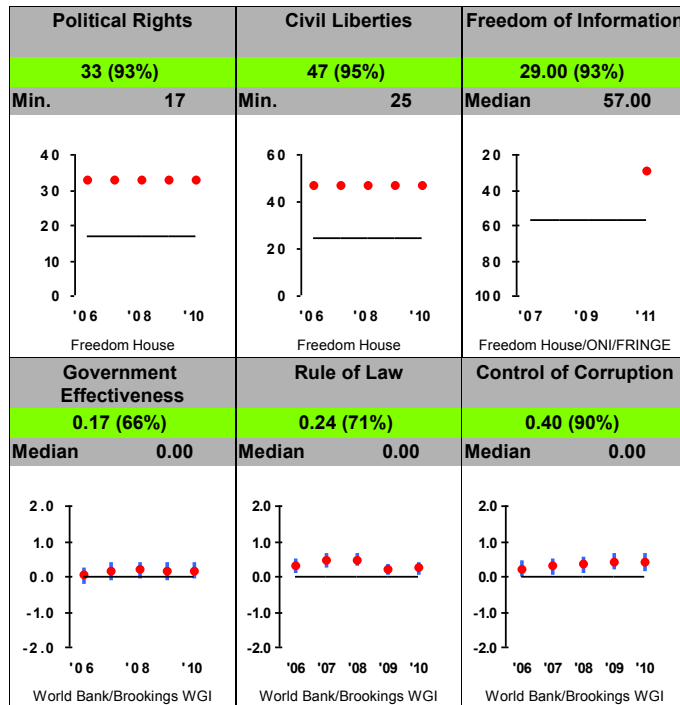 Political Rights
33 (93%)
Min. 17
40
30
20
10
0
'06 '08 '10
Freedom House
Civil Liberties
47 (95%)
Min. 25
60
40
20
0
'06 '08 '10
Freedom House
Freedom of Information
29.00 (93%)
Median 57.00
20
40
60
80
100
'07 '09 '11
Freedom House/ONI/FRINGE
Government
Effectiveness
0.17 (66%)
Median 0.00
2.0
1.0
0.0
-1.0
-2.0
'06 '08 '10
World Bank/Brookings WGI
Rule of Law
0.24 (71%)
Median 0.00
2.0
1.0
0.0
-1.0
-2.0
'06 '07 '08 '09 '10
World Bank/Brookings WGI
Control of Corruption
0.40 (90%)
Median 0.00
2.0
1.0
0.0
-1.0
-2.0
'06 '07 '08 '09 '10
World Bank/Brookings WGI